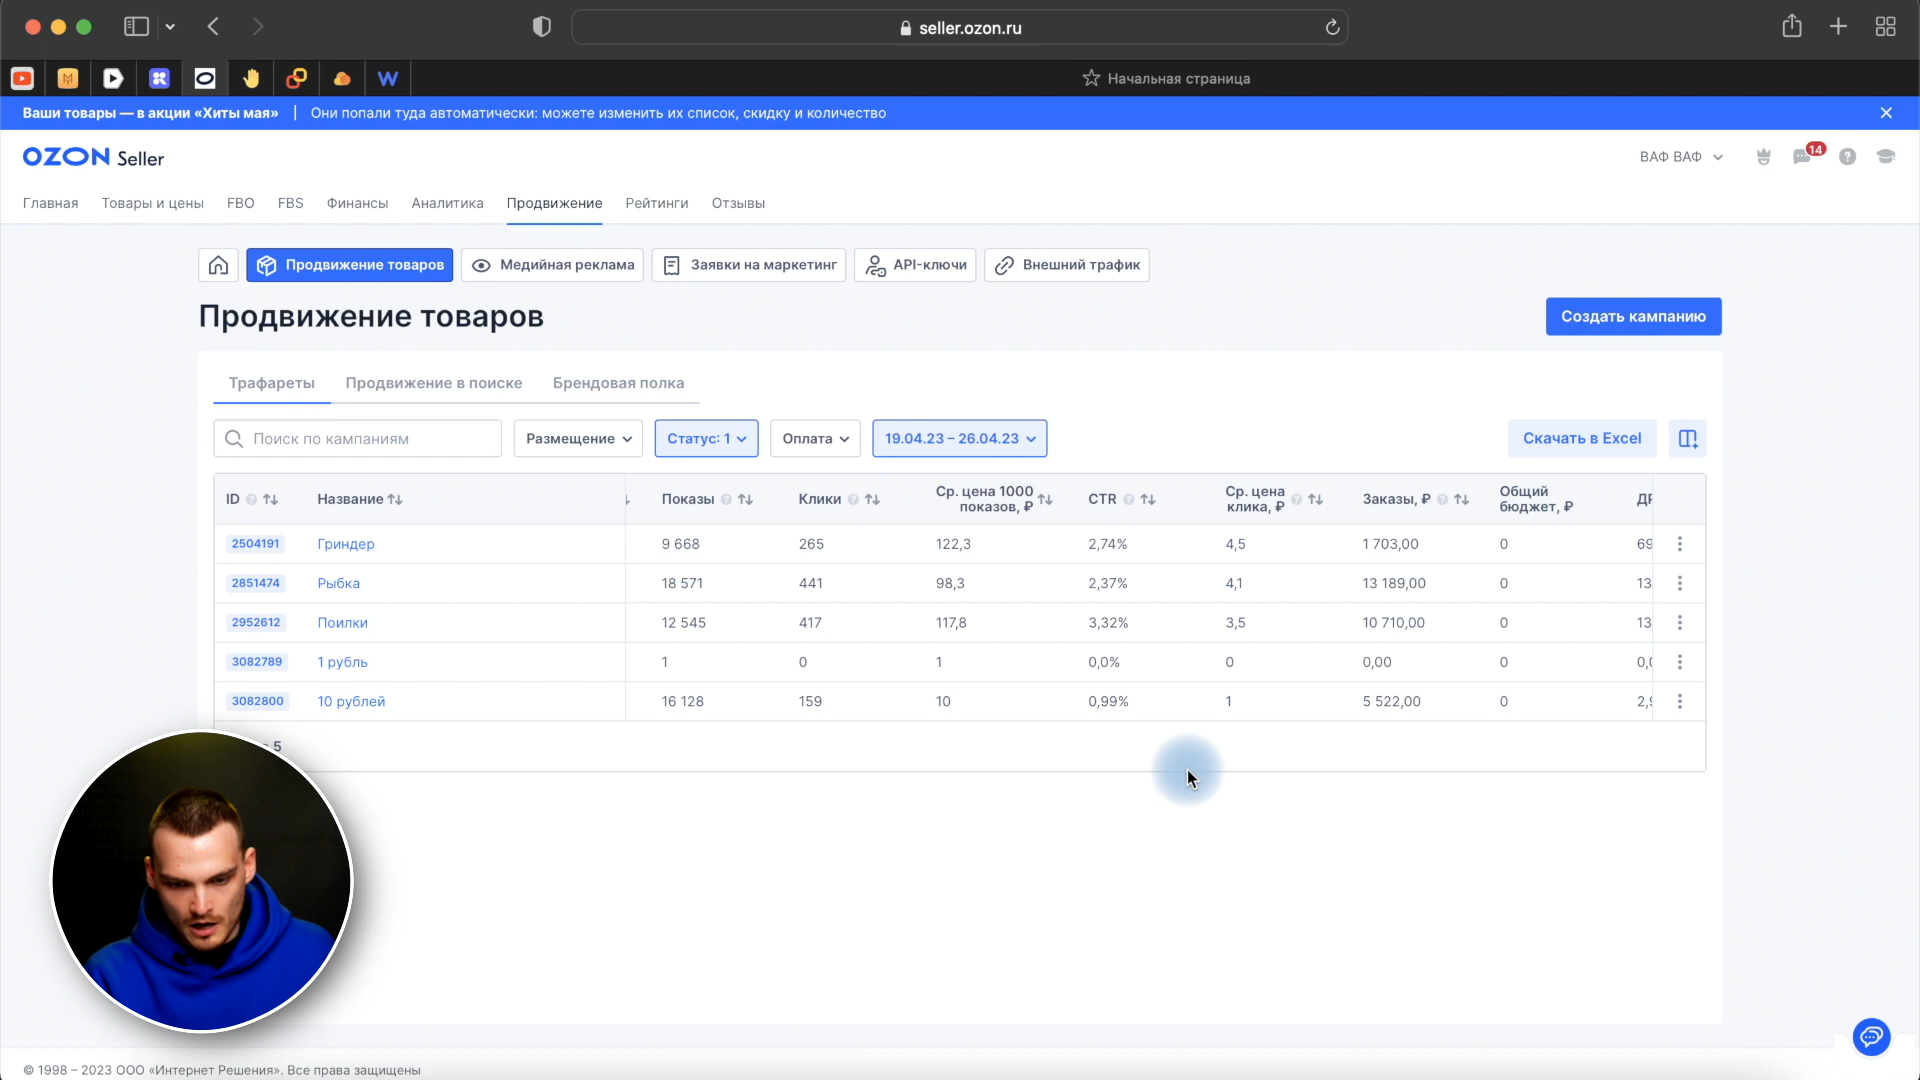 seller.ozon.ru
Начальная страница
Ваши товары — в акции «Хиты мая» | Они попали туда автоматически: можете изменить их список, скидку и количество
OZON Seller
ВАФ ВАФ
14
Главная Товары и цены FBO FBS Финансы Аналитика Продвижение Рейтинги Отзывы
Продвижение товаров Медийная реклама Заявки на маркетинг API-ключи Внешний трафик
Продвижение товаров
Создать кампанию
Трафареты Продвижение в поиске Брендовая полка
Поиск по кампаниям Размещение Статус: 1 Оплата 19.04.23 – 26.04.23 Скачать в Excel
ID Название Показы Клики Ср. цена 1000 показов, ₽ CTR Ср. цена клика, ₽ Заказы, ₽ Общий бюджет, ₽
2504191 Гриндер 9 668 265 122,3 2,74% 4,5 1 703,00 0 69
2851474 Рыбка 18 571 441 98,3 2,37% 4,1 13 189,00 0 13
2952612 Поилки 12 545 417 117,8 3,32% 3,5 10 710,00 0 13
3082789 1 рубль 1 0 1 0,0% 0 0,00 0 0,0
3082800 10 рублей 16 128 159 10 0,99% 1 5 522,00 0 2,9
5
© 1998 – 2023 ООО «Интернет Решения». Все права защищены